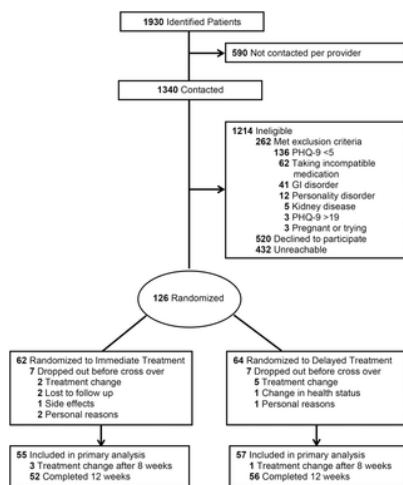 1930 Identified Patients
590 Not contacted per provider
1340 Contacted
1214 Ineligible
262 Met exclusion criteria
136 PHQ-9 <5
62 Taking incompatible
medication
41 GI disorder
12 Personality disorder
5 Kidney disease
3 PHQ-9 >19
3 Pregnant or trying
520 Declined to participate
432 Unreachable
126 Randomized
62 Randomized to Immediate Treatment
7 Dropped out before cross over
2 Treatment change
2 Lost to follow up
1 Side effects
2 Personal reasons
64 Randomized to Delayed Treatment
7 Dropped out before cross over
5 Treatment change
1 Change in health status
1 Personal reasons
55 Included in primary analysis
3 Treatment change after 8 weeks
52 Completed 12 weeks
57 Included in primary analysis
1 Treatment change after 8 weeks
56 Completed 12 weeks